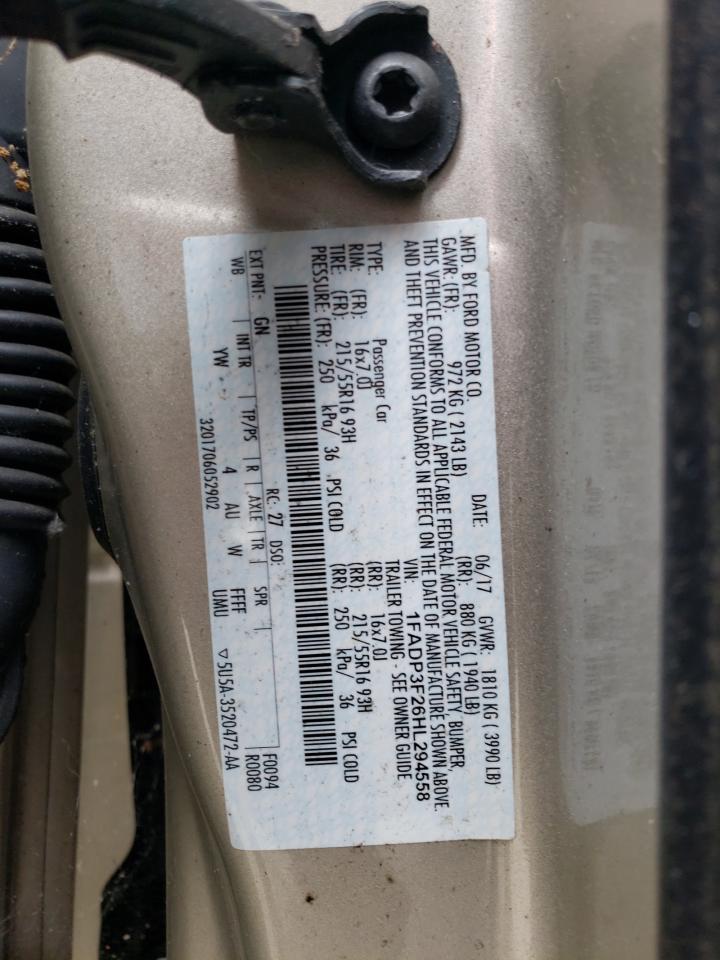 MFD. BY FORD MOTOR CO. DATE: 06/17 GVWR: 1810 KG ( 3990 LB)
GAWR: (FR): 972 KG ( 2143 LB) (RR): 880 KG ( 1940 LB)
THIS VEHICLE CONFORMS TO ALL APPLICABLE FEDERAL MOTOR VEHICLE SAFETY, BUMPER,
AND THEFT PREVENTION STANDARDS IN EFFECT ON THE DATE OF MANUFACTURE SHOWN ABOVE.
VIN: 1FADP3F26HL294558
TYPE: Passenger Car TRAILER TOWING - SEE OWNER GUIDE
RIM: (FR): 16x7.0J (RR): 16x7.0J
TIRE: (FR): 215/55R16 93H (RR): 215/55R16 93H
PRESSURE: (FR): 250 kPa/ 36 PSI COLD (RR): 250 kPa/ 36 PSI COLD
EXT PNT: GN RC: 27 DSO: F0094
WB INT TR TP/PS R AXLE TR SPR R0080
YW 4 AU W FFFF
3201706052902 UMU ▽5U5A-3520472-AA